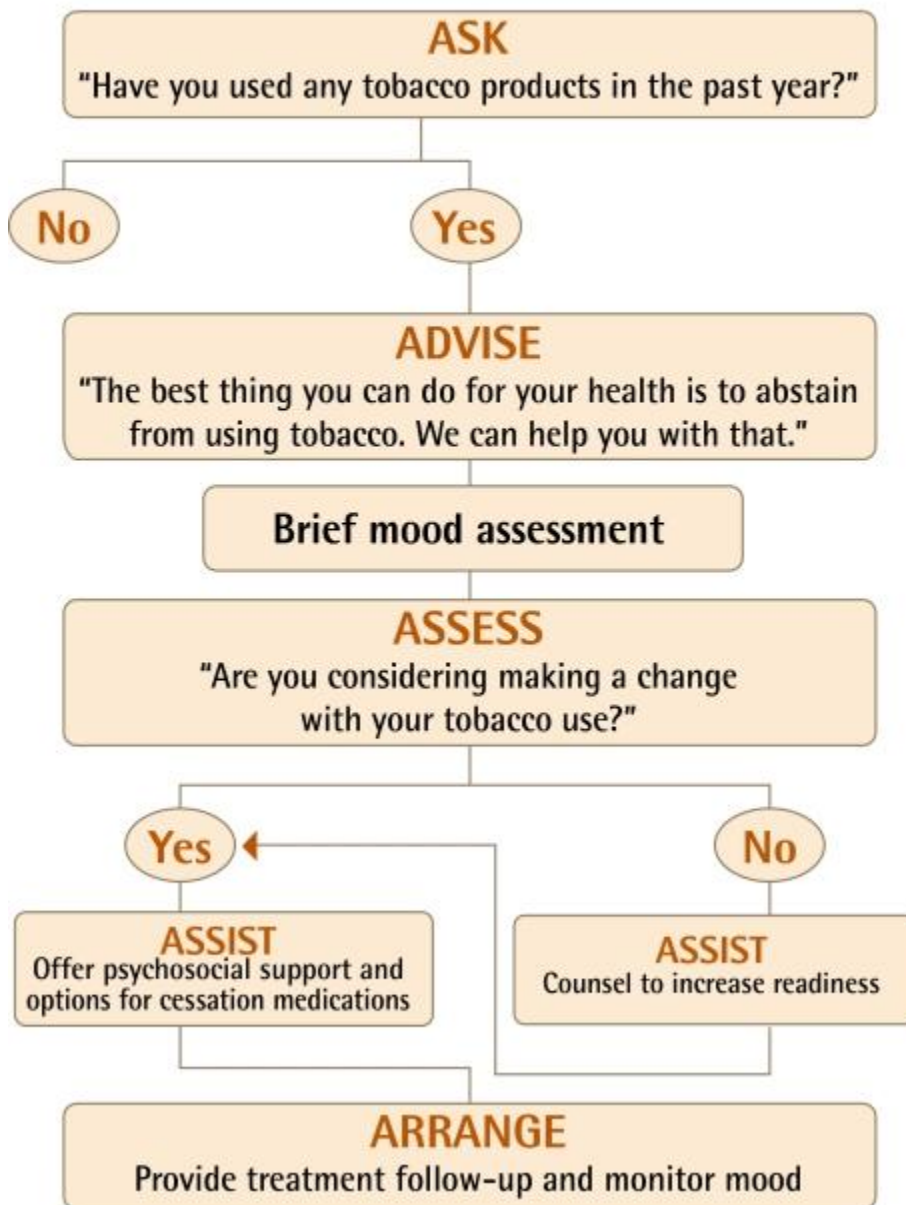 ASK
“Have you used any tobacco products in the past year?”
No
Yes
ADVISE
“The best thing you can do for your health is to abstain
from using tobacco. We can help you with that.”
Brief mood assessment
ASSESS
“Are you considering making a change
with your tobacco use?”
Yes
No
ASSIST
Offer psychosocial support and
options for cessation medications
ASSIST
Counsel to increase readiness
ARRANGE
Provide treatment follow-up and monitor mood